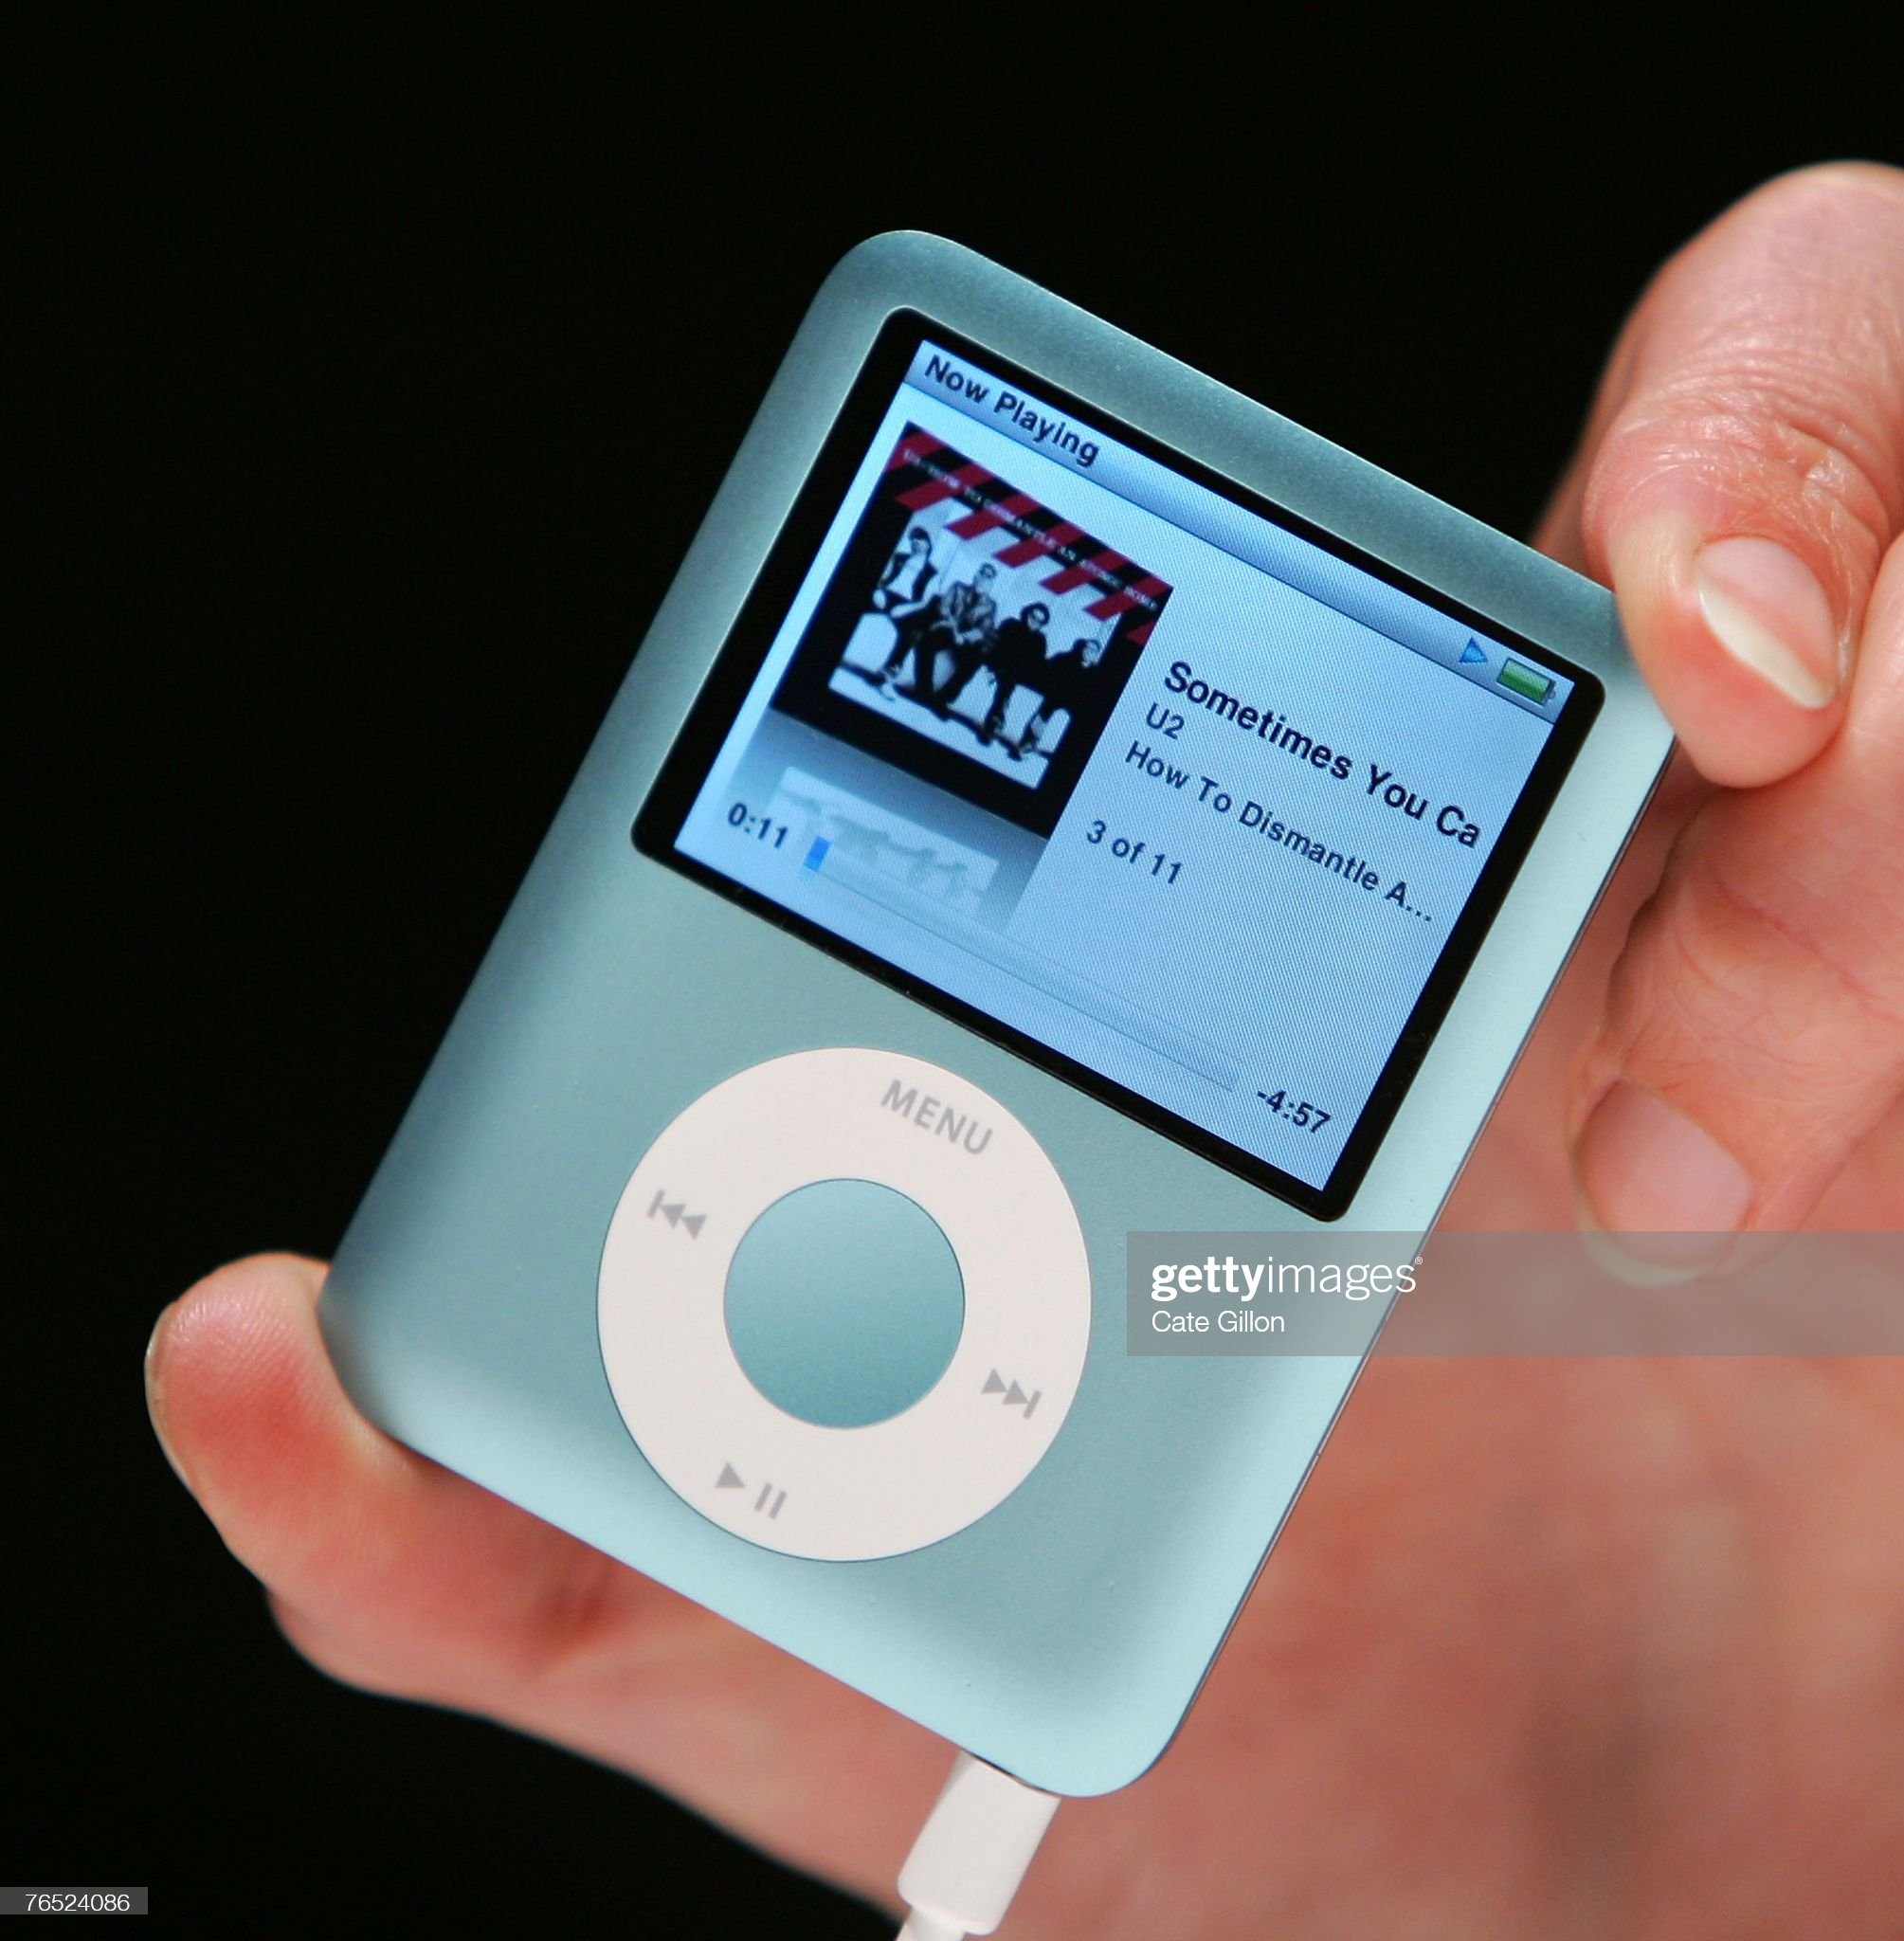 Now Playing
Sometimes You Ca
U2
How To Dismantle A...
3 of 11
0:11
-4:57
MENU
gettyimages®
Cate Gillon
76524086